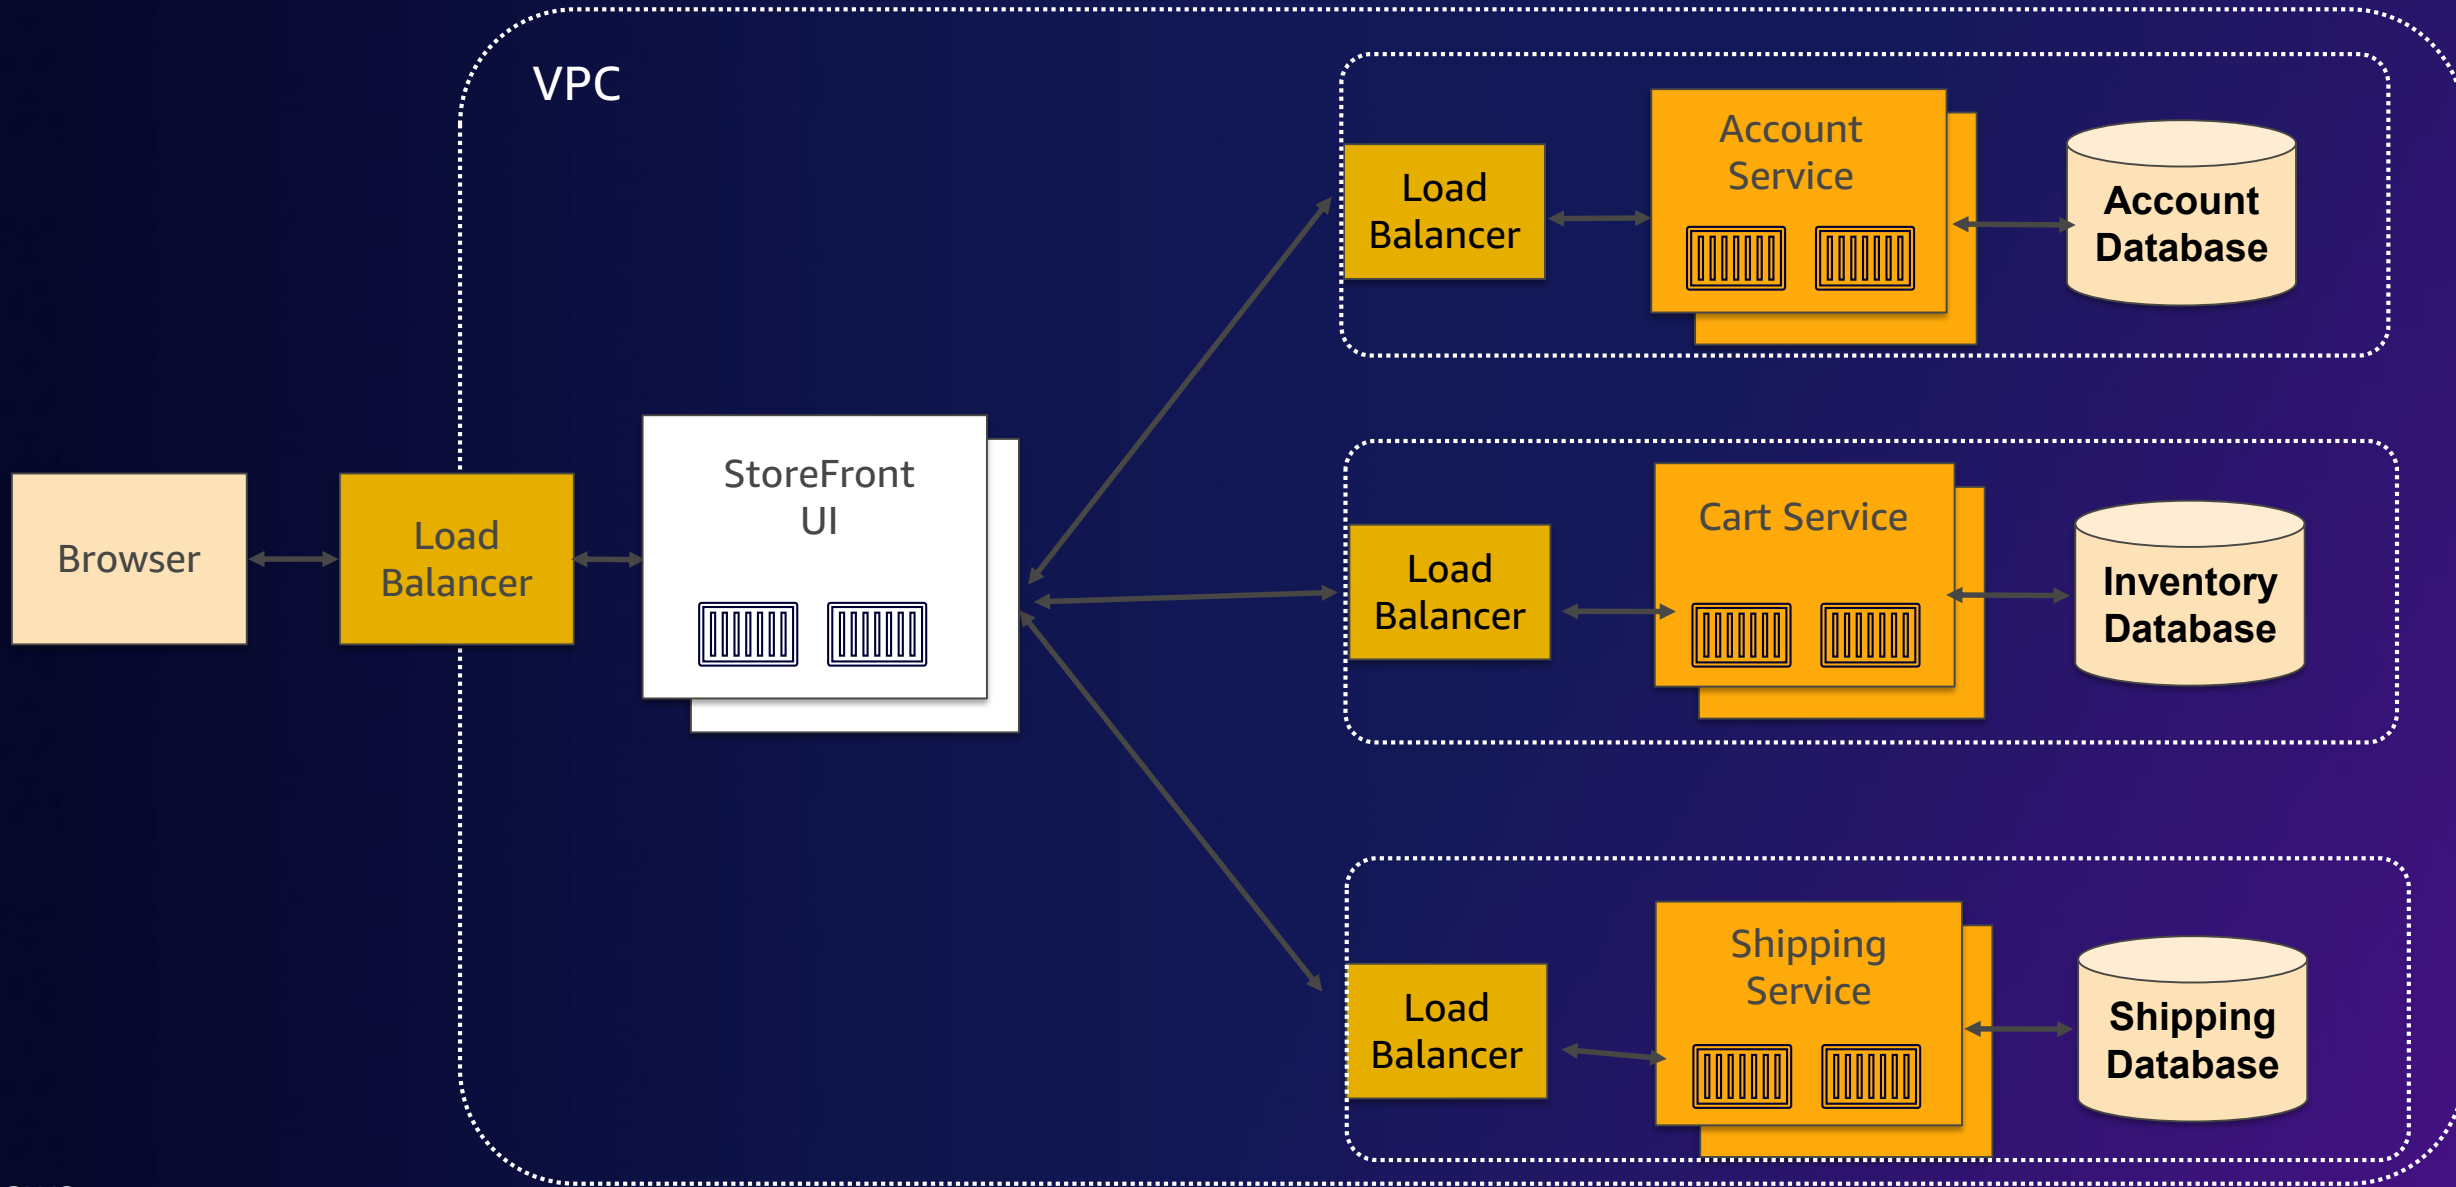 VPC
Browser
Load
Balancer
StoreFront
UI
Load
Balancer
Account
Service
Account
Database
Load
Balancer
Cart Service
Inventory
Database
Load
Balancer
Shipping
Service
Shipping
Database